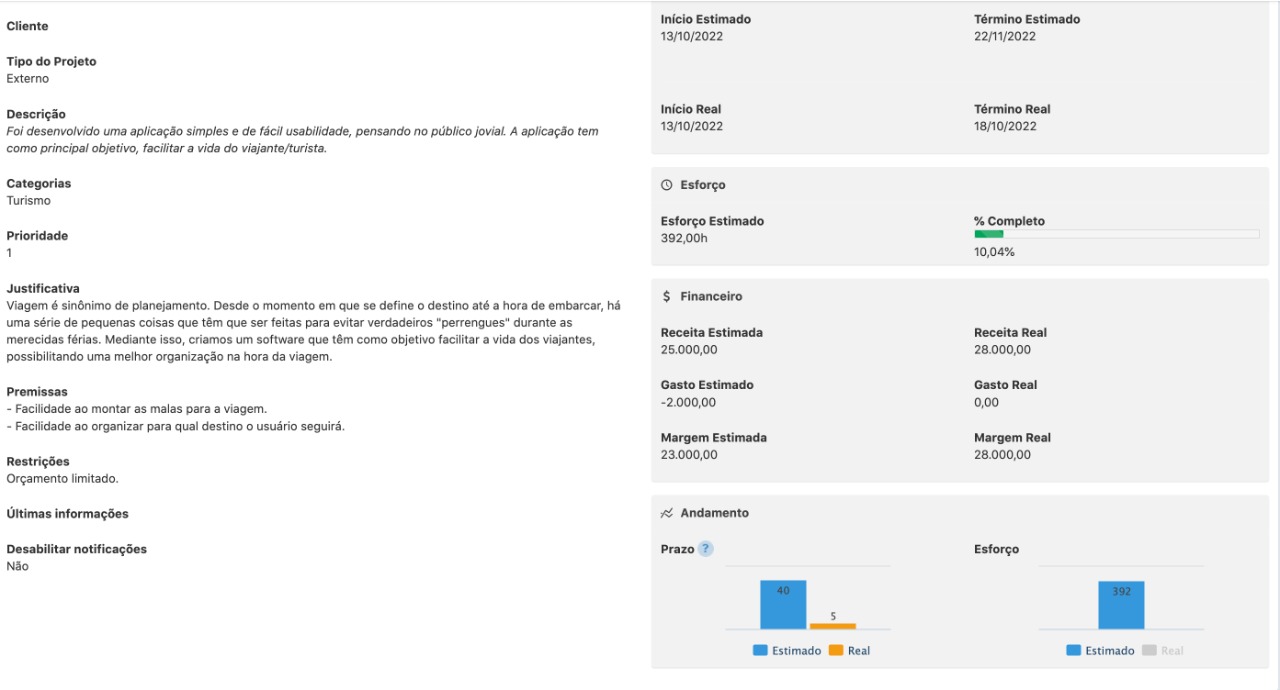 Cliente
Tipo do Projeto
Externo
Descrição
Foi desenvolvido uma aplicação simples e de fácil usabilidade, pensando no público jovial. A aplicação tem
como principal objetivo, facilitar a vida do viajante/turista.
Categorias
Turismo
Prioridade
1
Justificativa
Viagem é sinônimo de planejamento. Desde o momento em que se define o destino até a hora de embarcar, há
uma série de pequenas coisas que têm que ser feitas para evitar verdadeiros "perrengues" durante as
merecidas férias. Mediante isso, criamos um software que têm como objetivo facilitar a vida dos viajantes,
possibilitando uma melhor organização na hora da viagem.
Premissas
- Facilidade ao montar as malas para a viagem.
- Facilidade ao organizar para qual destino o usuário seguirá.
Restrições
Orçamento limitado.
Últimas informações
Desabilitar notificações
Não
Início Estimado
13/10/2022
Término Estimado
22/11/2022
Início Real
13/10/2022
Término Real
18/10/2022
Esforço
Esforço Estimado
392,00h
% Completo
10,04%
$ Financeiro
Receita Estimada
25.000,00
Receita Real
28.000,00
Gasto Estimado
-2.000,00
Gasto Real
0,00
Margem Estimada
23.000,00
Margem Real
28.000,00
Andamento
Prazo ?
40
5
Estimado Real
Esforço
392
Estimado Real